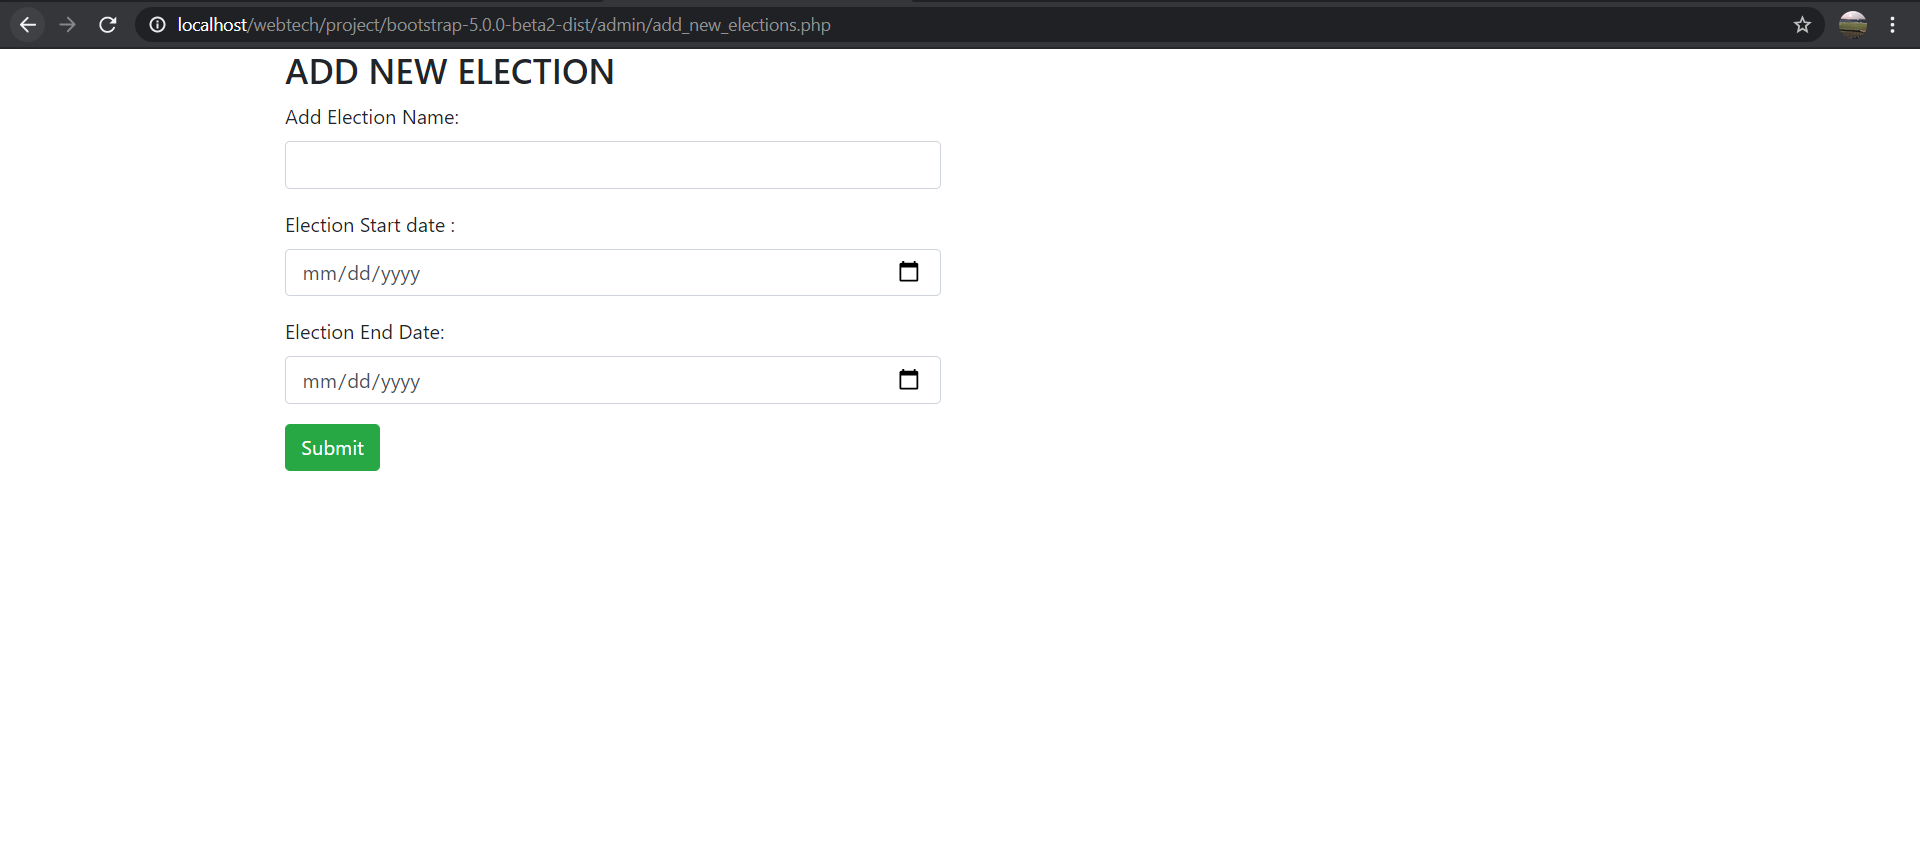 localhost/webtech/project/bootstrap-5.0.0-beta2-dist/admin/add_new_elections.php
ADD NEW ELECTION
Add Election Name:
Election Start date :
mm/dd/yyyy
Election End Date:
mm/dd/yyyy
Submit